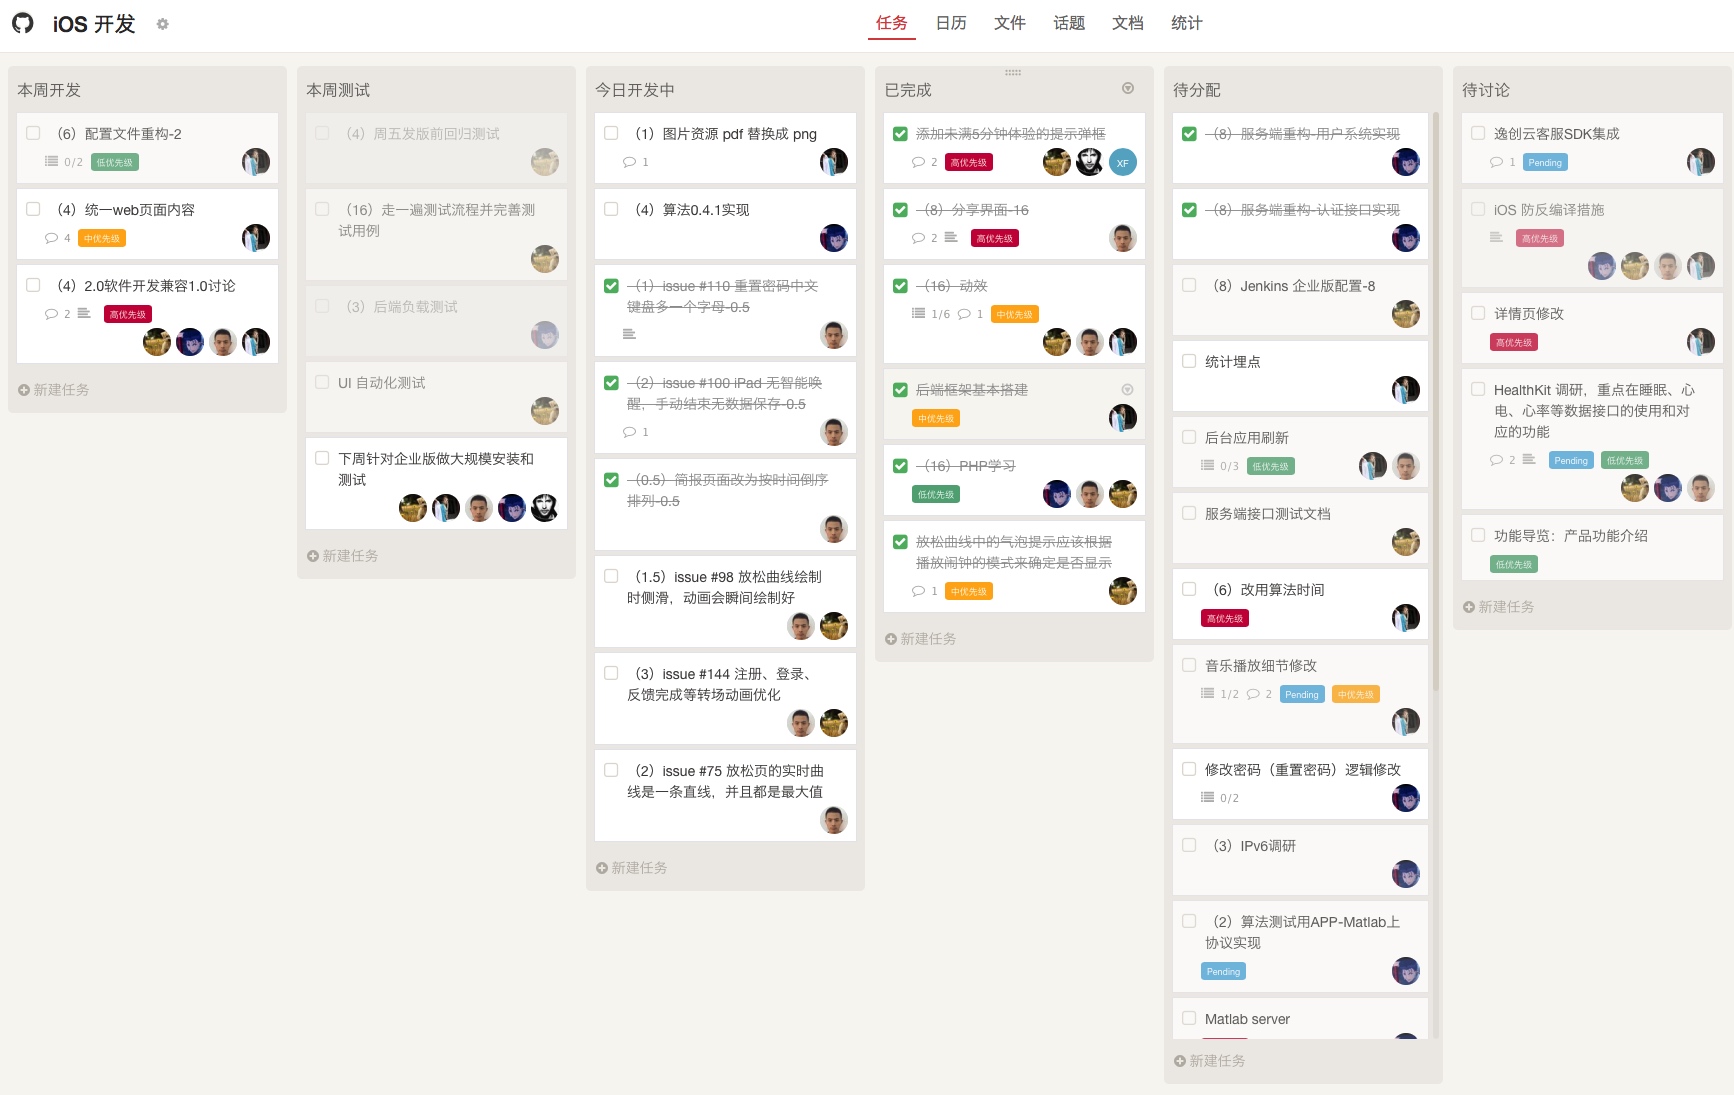 iOS 开发
任务
日历
文件
话题
文档
统计
本周开发
（6）配置文件重构-2
0/2
低优先级
（4）统一web页面内容
4
中优先级
（4）2.0软件开发兼容1.0讨论
2
高优先级
新建任务
本周测试
（4）周五发版前回归测试
（16）走一遍测试流程并完善测
试用例
（3）后端负载测试
UI 自动化测试
下周针对企业版做大规模安装和
测试
新建任务
今日开发中
（1）图片资源 pdf 替换成 png
1
（4）算法0.4.1实现
（1）issue #110 重置密码中文
键盘多一个字母-0.5
（2）issue #100 iPad 无智能唤
醒，手动结束无数据保存-0.5
1
（0.5）简报页面改为按时间倒序
排列-0.5
（1.5）issue #98 放松曲线绘制
时侧滑，动画会瞬间绘制好
（3）issue #144 注册、登录、
反馈完成等转场动画优化
（2）issue #75 放松页的实时曲
线是一条直线，并且都是最大值
新建任务
已完成
添加未满5分钟体验的提示弹框
2
高优先级
XF
（8）分享界面-16
2
高优先级
（16）动效
1/6
1
中优先级
后端框架基本搭建
中优先级
（16）PHP学习
低优先级
放松曲线中的气泡提示应该根据
播放闹钟的模式来确定是否显示
1
中优先级
新建任务
待分配
（8）服务端重构-用户系统实现
（8）服务端重构-认证接口实现
（8）Jenkins 企业版配置-8
统计埋点
后台应用刷新
0/3
低优先级
服务端接口测试文档
（6）改用算法时间
高优先级
音乐播放细节修改
1/2
2
Pending
中优先级
修改密码（重置密码）逻辑修改
0/2
（3）IPv6调研
（2）算法测试用APP-Matlab上
协议实现
Pending
Matlab server
新建任务
待讨论
逸创云客服SDK集成
1
Pending
iOS 防反编译措施
高优先级
详情页修改
高优先级
HealthKit 调研，重点在睡眠、心
电、心率等数据接口的使用和对
应的功能
2
Pending
低优先级
功能导览：产品功能介绍
低优先级
新建任务